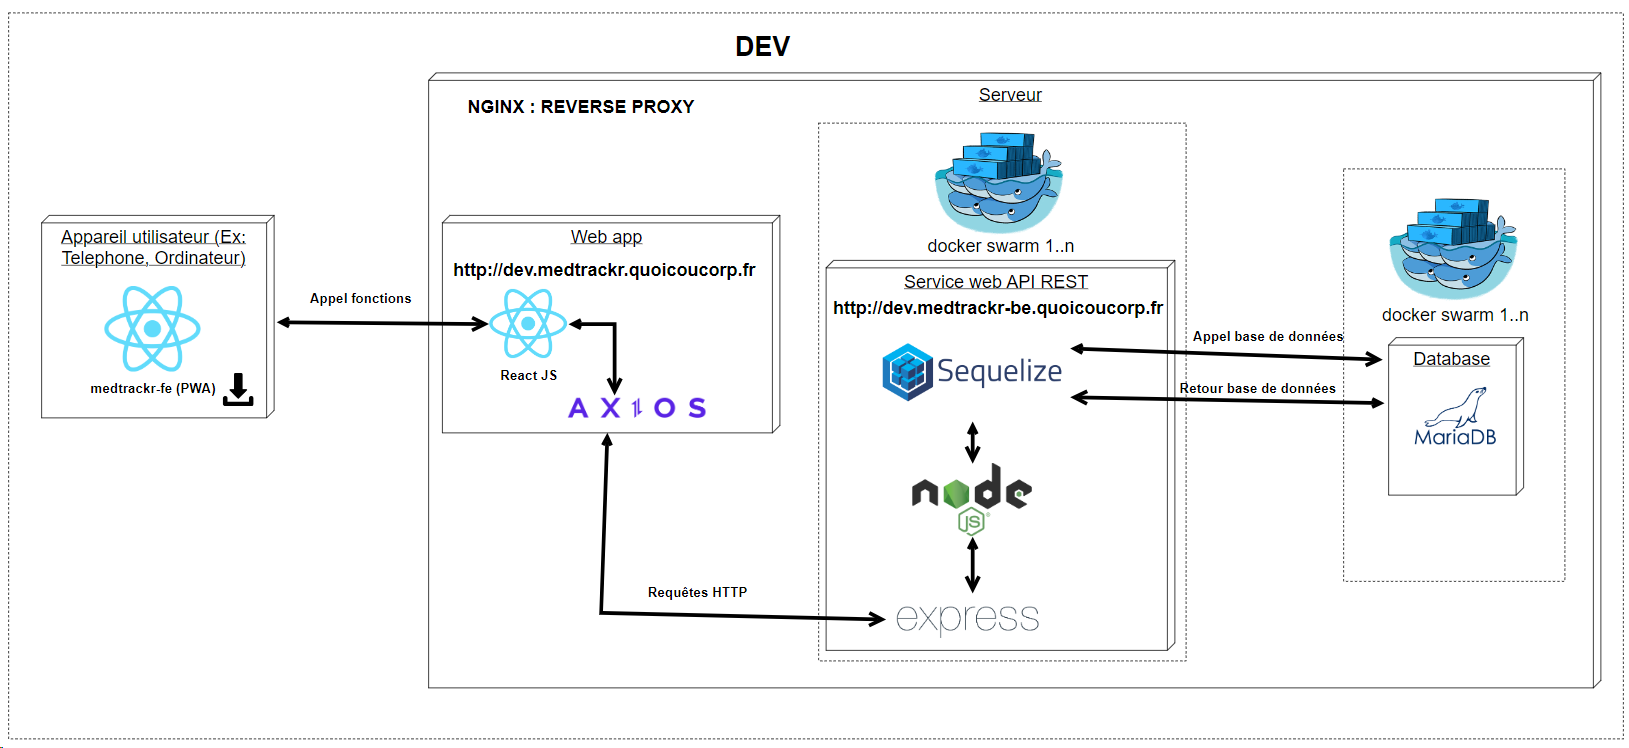 DEV
NGINX : REVERSE PROXY
Serveur
docker swarm 1..n
docker swarm 1..n
Appareil utilisateur (Ex:
Telephone, Ordinateur)
medtrackr-fe (PWA)
Appel fonctions
Web app
http://dev.medtrackr.quoicoucorp.fr
React JS
AXIOS
Requêtes HTTP
Service web API REST
http://dev.medtrackr-be.quoicoucorp.fr
Sequelize
node
JS
express
Appel base de données
Retour base de données
Database
MariaDB